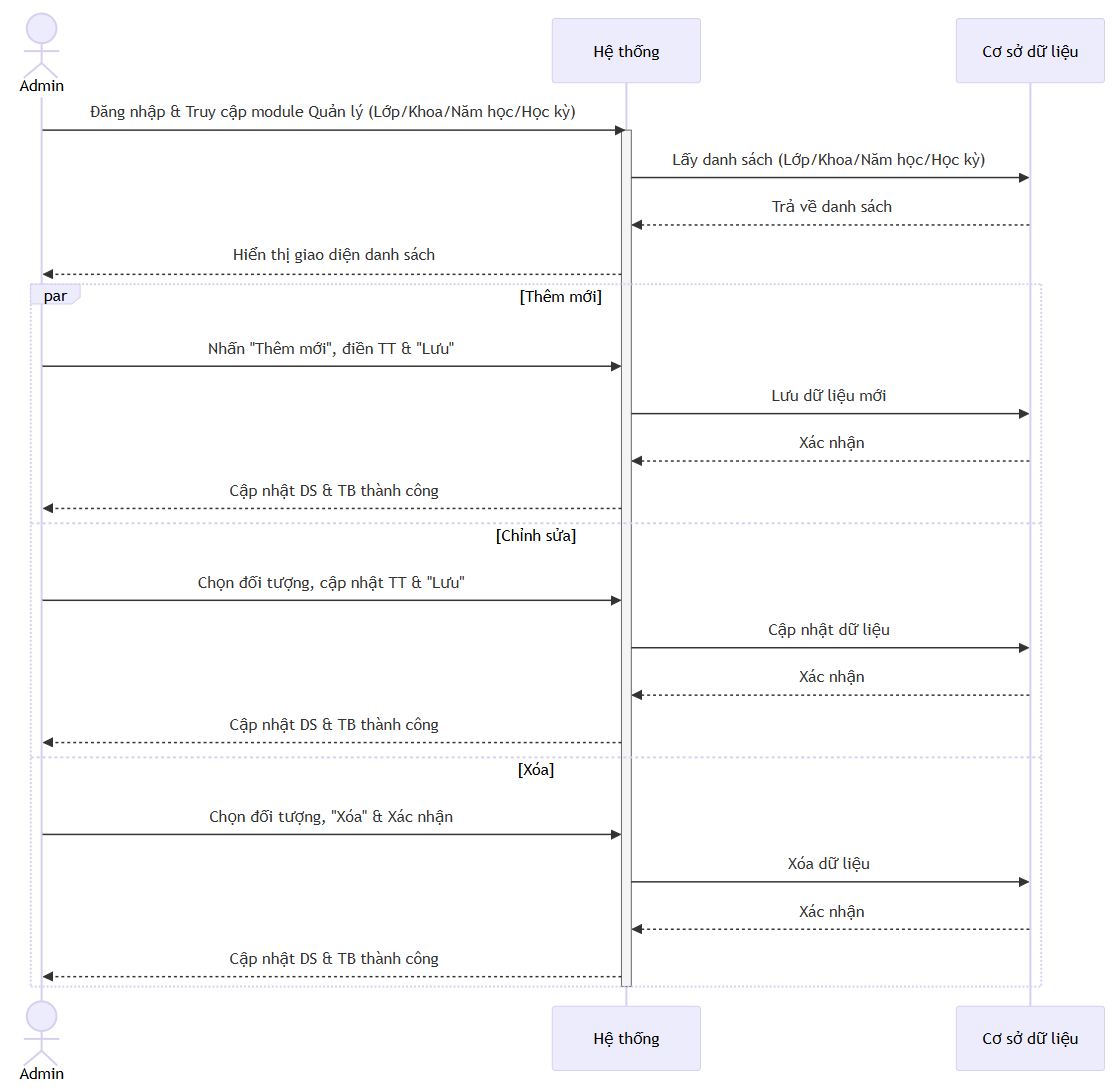 Admin
Hệ thống
Cơ sở dữ liệu
Đăng nhập & Truy cập module Quản lý (Lớp/Khoa/Năm học/Học kỳ)
Lấy danh sách (Lớp/Khoa/Năm học/Học kỳ)
Trả về danh sách
Hiển thị giao diện danh sách
par
[Thêm mới]
Nhấn "Thêm mới", điền TT & "Lưu"
Lưu dữ liệu mới
Xác nhận
Cập nhật DS & TB thành công
[Chỉnh sửa]
Chọn đối tượng, cập nhật TT & "Lưu"
Cập nhật dữ liệu
Xác nhận
Cập nhật DS & TB thành công
[Xóa]
Chọn đối tượng, "Xóa" & Xác nhận
Xóa dữ liệu
Xác nhận
Cập nhật DS & TB thành công
Admin
Hệ thống
Cơ sở dữ liệu